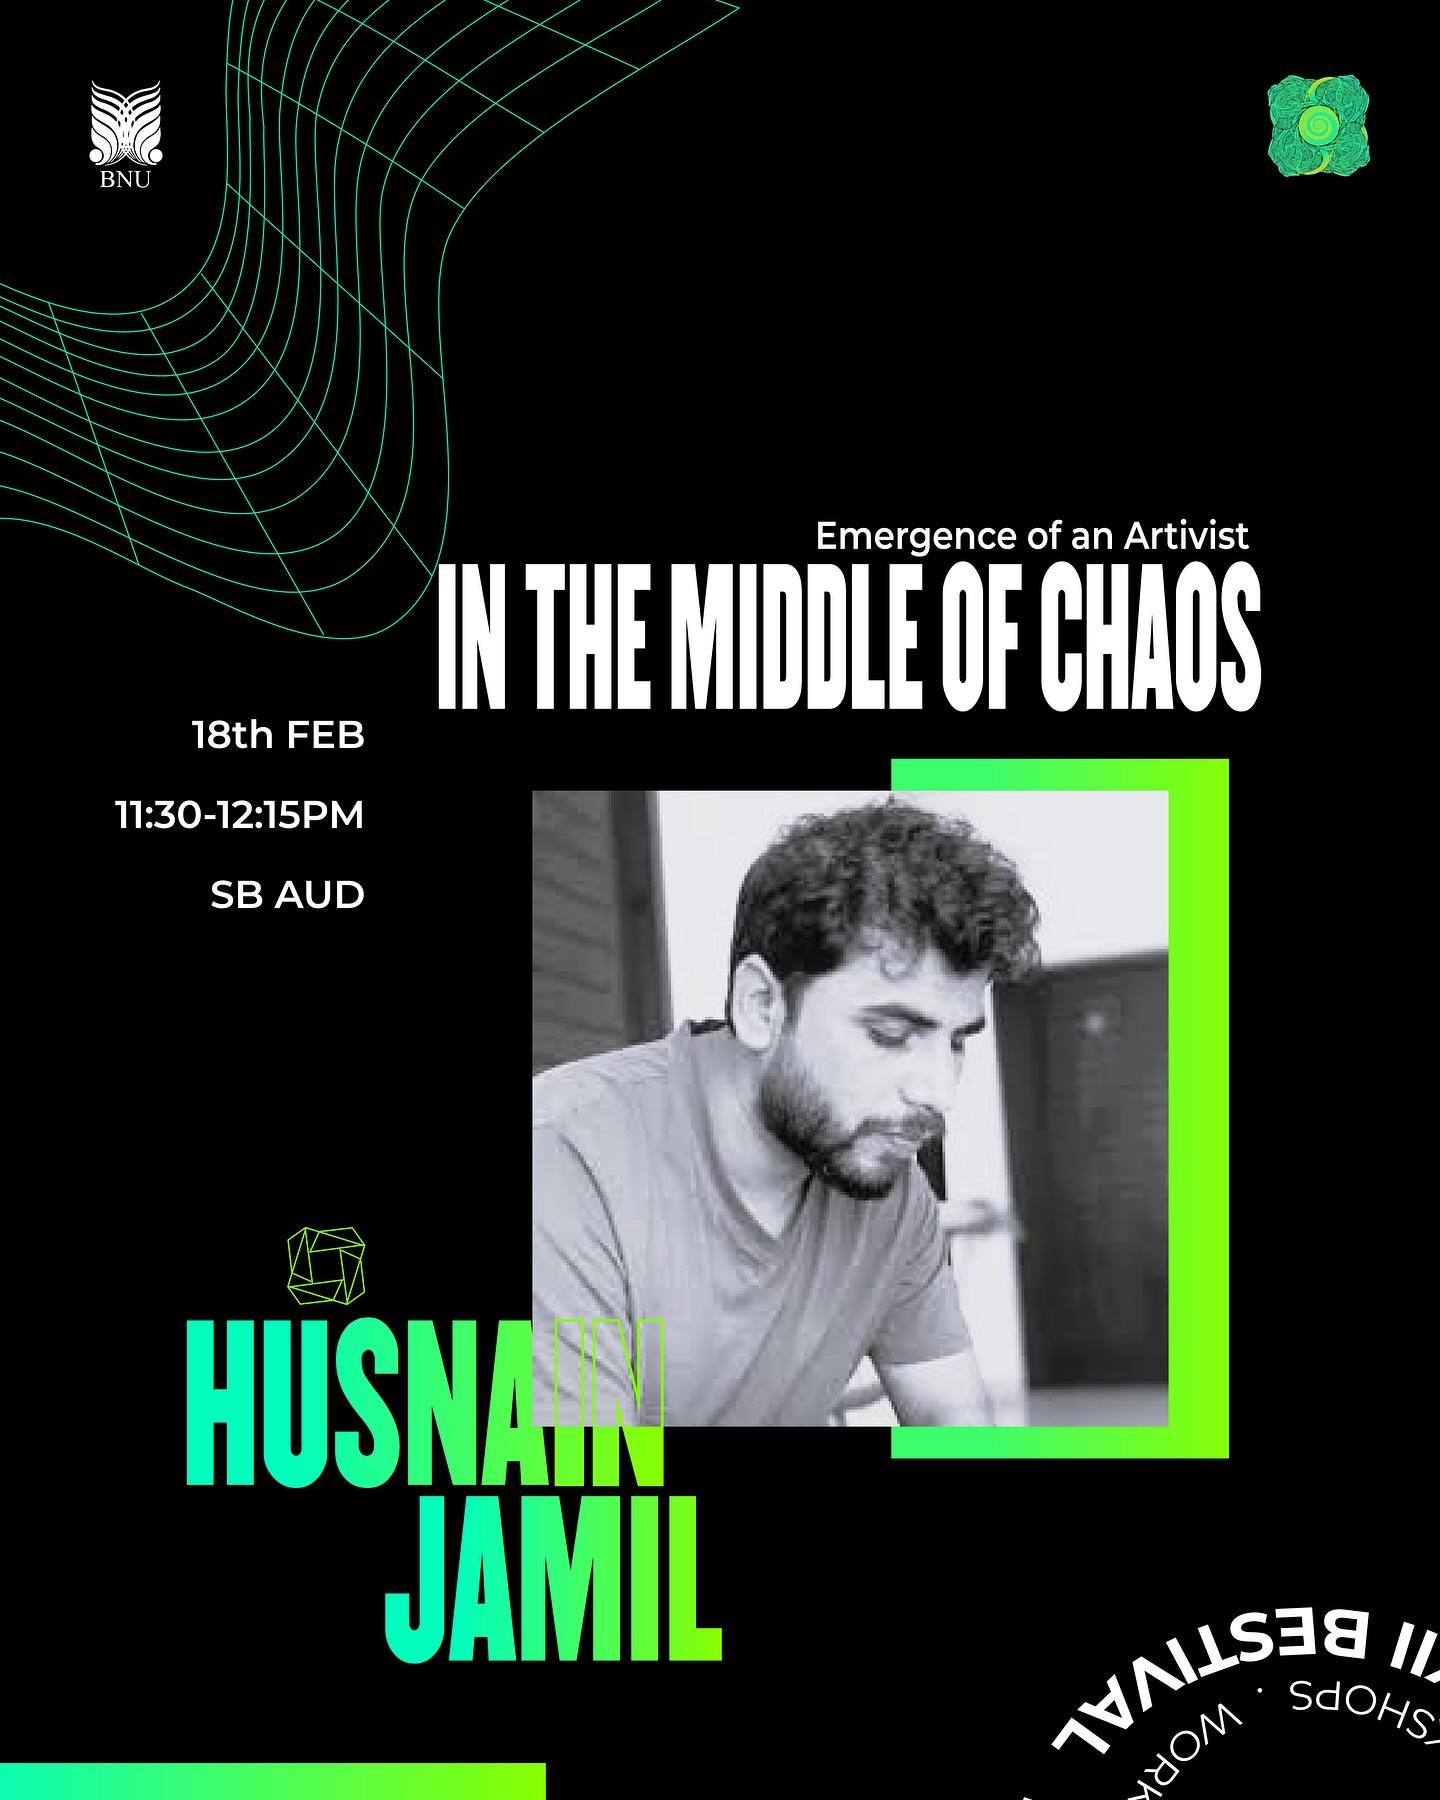 BNU
Emergence of an Artivist
IN THE MIDDLE OF CHAOS
18th FEB
11:30-12:15PM
SB AUD
HUSNAIN
JAMIL
BESTIVAL
SHOPS · WORK